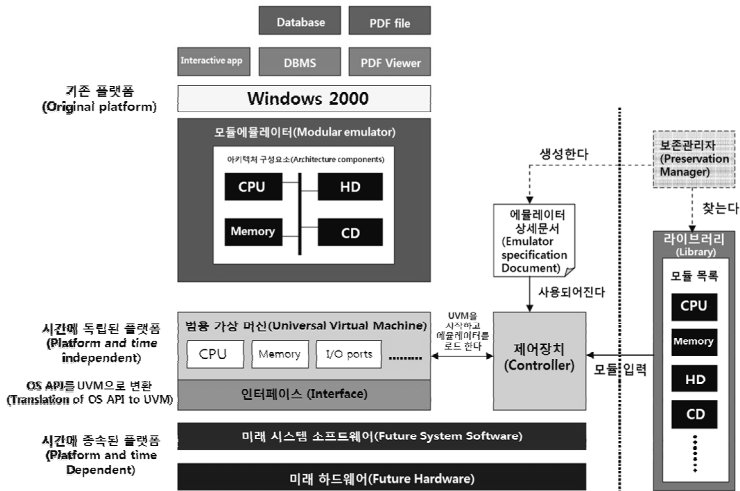 Database
PDF file
Interactive app
DBMS
PDF Viewer
기존 플랫폼
(Original platform)
Windows 2000
모듈에뮬레이터(Modular emulator)
아키텍처 구성요소(Architecture components)
CPU
HD
Memory
CD
생성한다
보존관리자
(Preservation
Manager)
찾는다
에뮬레이터
상세문서
(Emulator
specification
Document)
사용되어진다
라이브러리
(Library)
모듈 목록
CPU
Memory
HD
CD
시간에 독립된 플랫폼
(Platform and time
independent)
범용 가상 머신(Universal Virtual Machine)
CPU
Memory
I/O ports
.........
UVM을
시작하고
에뮬레이터를
로드 한다
제어장치
(Controller)
모듈 입력
OS API를 UVM으로 변환
(Translation of OS API to UVM)
인터페이스 (Interface)
시간에 종속된 플랫폼
(Platform and time
Dependent)
미래 시스템 소프트웨어(Future System Software)
미래 하드웨어(Future Hardware)